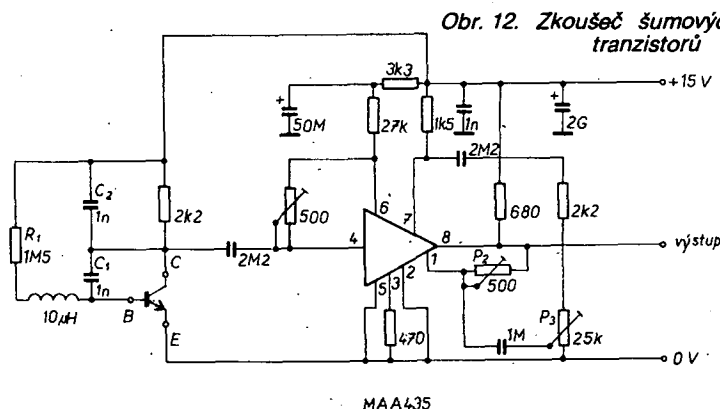 Obr. 12. Zkoušeč šumovýc
tranzistorů
3k3
+15 V
+
50M
27k
1k5
1n
+
2G
2M2
C2
1n
2k2
500
6
7
680
2k2
R1
1M5
4
8
výstup
C
2M2
1
P2
500
C1
1n
5
3
2
10μH
B
E
470
1M
P3
25k
0 V
MAA435